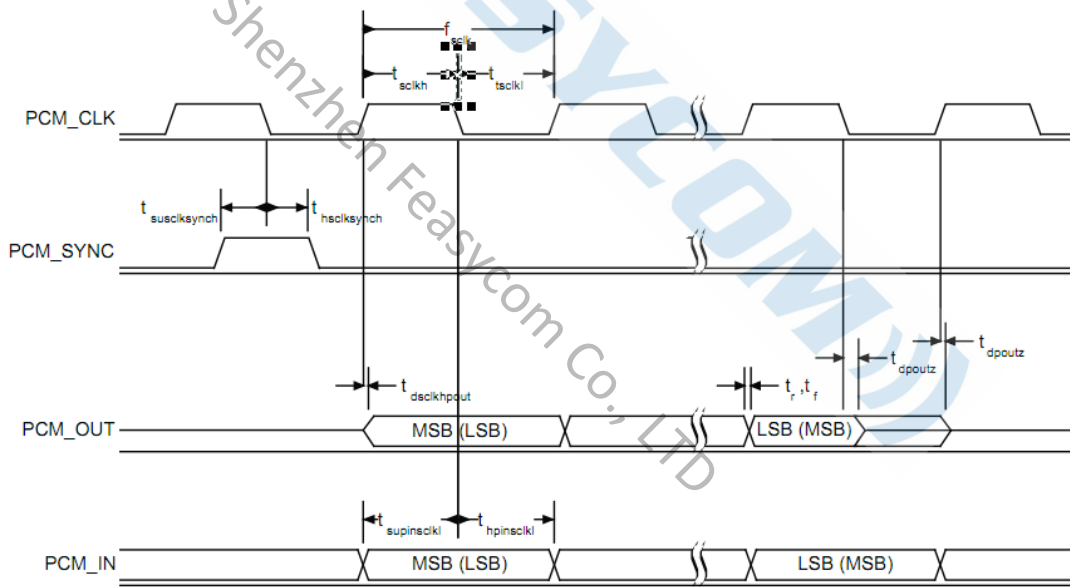 f sclk
t sclkh
t tsclkl
PCM_CLK
t susclksynch
t hsclksynch
PCM_SYNC
t dpoutz
t dpoutz
t dsclkhpout
t r ,t f
PCM_OUT
MSB (LSB)
LSB (MSB)
t supinsclkl
t hpinsclkl
PCM_IN
MSB (LSB)
LSB (MSB)
Shenzhen Feasycom Co., LTD
SYCOM